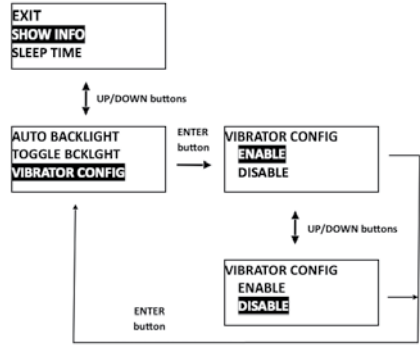 EXIT
SHOW INFO
SLEEP TIME
UP/DOWN buttons
AUTO BACKLIGHT
TOGGLE BCKLGHT
VIBRATOR CONFIG
ENTER
button
VIBRATOR CONFIG
ENABLE
DISABLE
UP/DOWN buttons
VIBRATOR CONFIG
ENABLE
DISABLE
ENTER
button